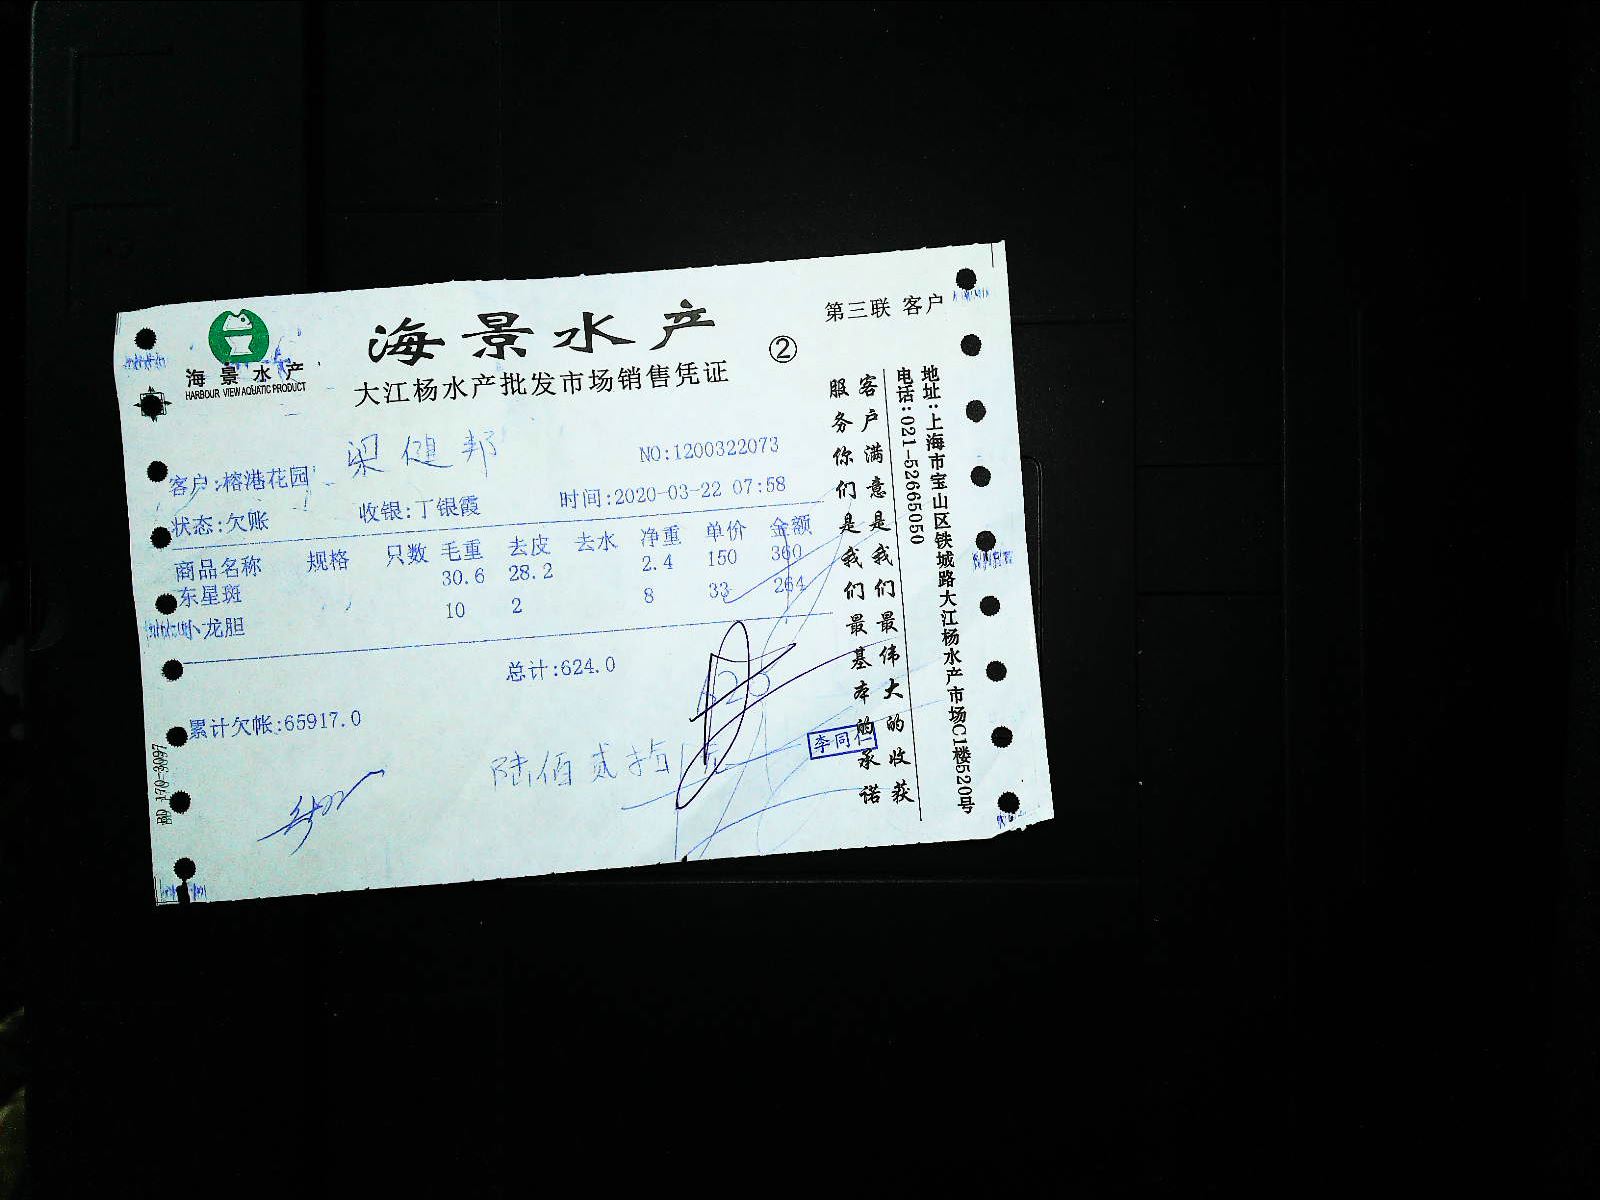 海景水产
HARBOUR VIEW AQUATIC PRODUCT
海景水产
大江杨水产批发市场销售凭证
②
第三联 客户
梁健邦
NO:1200322073
客户:榕港花园
状态:欠账 收银:丁银霞 时间:2020-03-22 07:58
商品名称 规格 只数 毛重 去皮 去水 净重 单价 金额
东星斑 30.6 28.2 2.4 150 360
小龙胆 10 2 8 33 264
总计:624.0
累计欠帐:65917.0
陆佰贰拾
李同仁
客户满意是我们最伟大的收获
服务你们是我们最基本的承诺
地址:上海市宝山区铁城路大江杨水产市场C1楼520号
电话:021-52665050